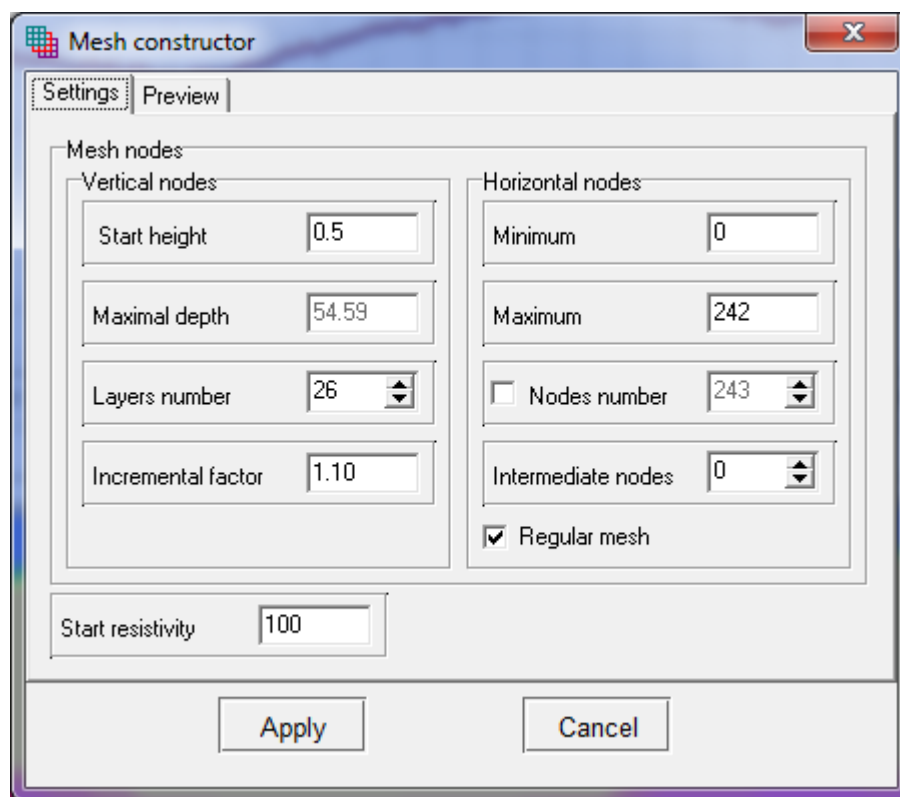 Mesh constructor
Settings Preview
Mesh nodes
Vertical nodes
Start height 0.5
Maximal depth 54.59
Layers number 26
Incremental factor 1.10
Horizontal nodes
Minimum 0
Maximum 242
Nodes number 243
Intermediate nodes 0
Regular mesh
Start resistivity 100
Apply Cancel